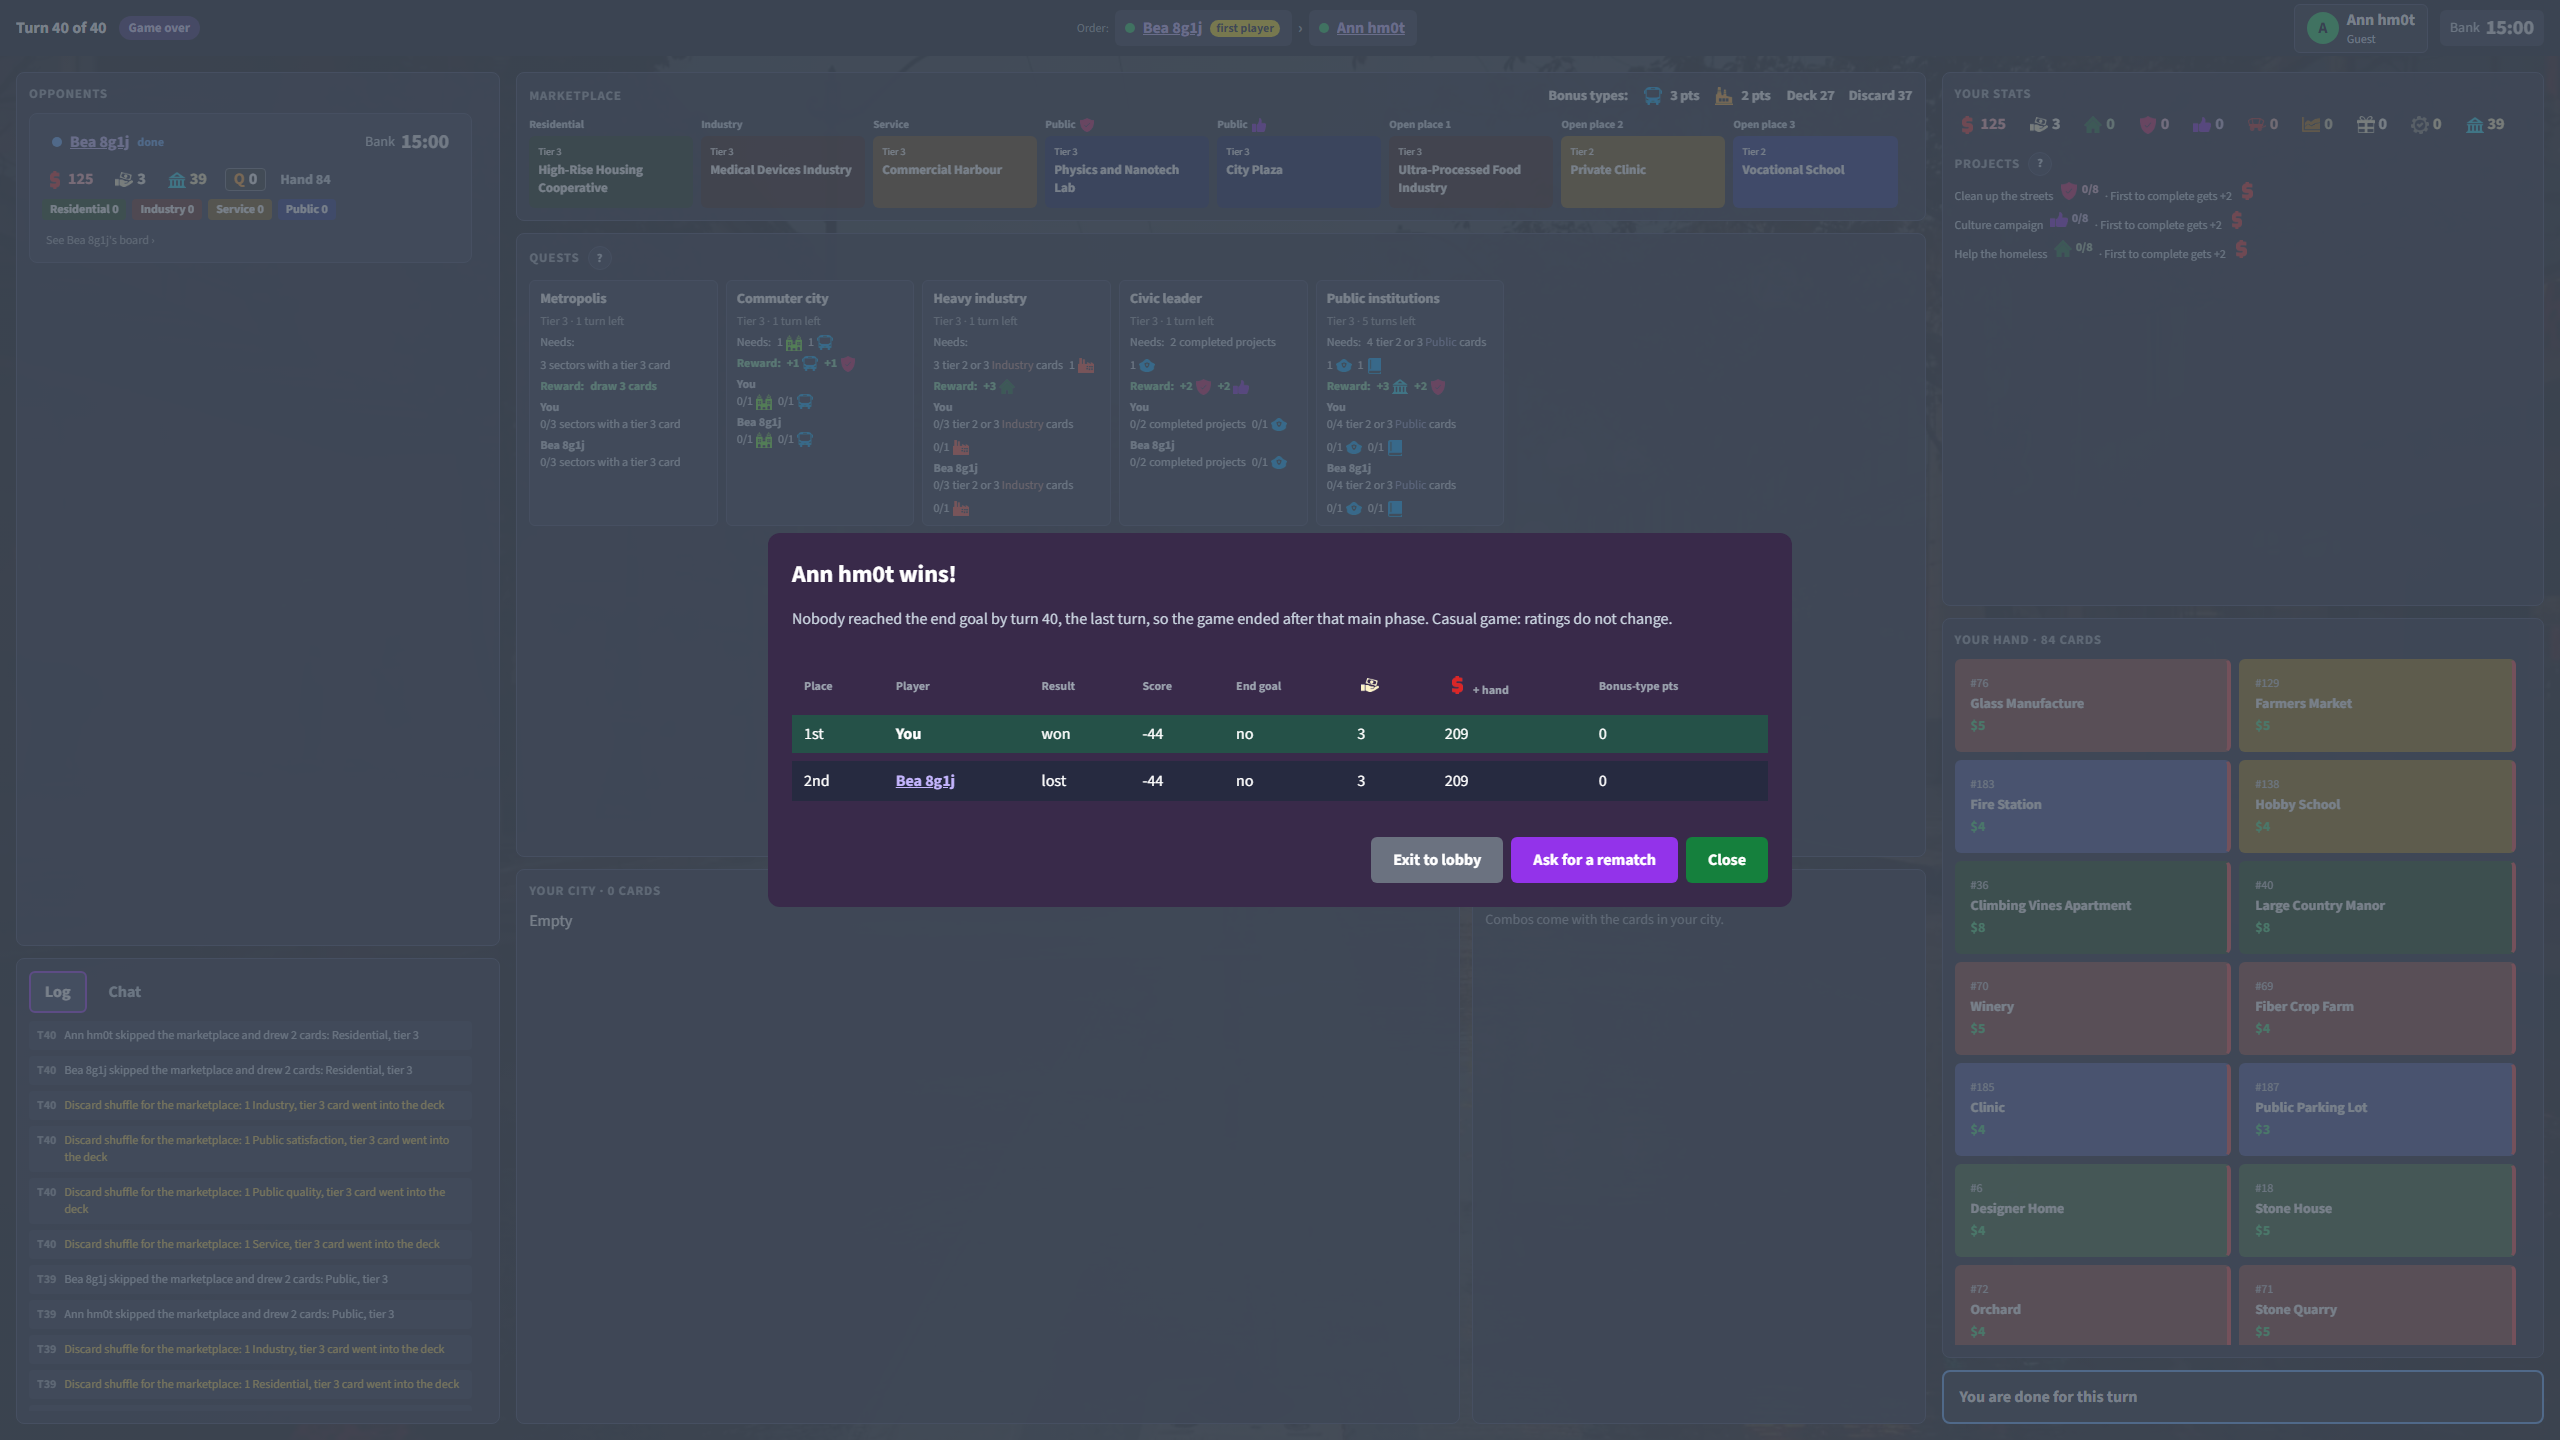 Turn 40 of 40 Game over
Order: Bea 8g1j first player › Ann hm0t
A Ann hm0t Guest Bank 15:00
OPPONENTS
Bea 8g1j done Bank 15:00
125 3 39 Q 0 Hand 84
Residential 0 Industry 0 Service 0 Public 0
See Bea 8g1j's board ›
MARKETPLACE
Bonus types: 3 pts 2 pts Deck 27 Discard 37
Residential Industry Service Public Public Open place 1 Open place 2 Open place 3
Tier 3
High-Rise Housing
Cooperative
Tier 3
Medical Devices Industry
Tier 3
Commercial Harbour
Tier 3
Physics and Nanotech
Lab
Tier 3
City Plaza
Tier 3
Ultra-Processed Food
Industry
Tier 2
Private Clinic
Tier 2
Vocational School
QUESTS ?
Metropolis
Tier 3 · 1 turn left
Needs:
3 sectors with a tier 3 card
Reward: draw 3 cards
You
0/3 sectors with a tier 3 card
Bea 8g1j
0/3 sectors with a tier 3 card
Commuter city
Tier 3 · 1 turn left
Needs: 1 1
Reward: +1 +1
You
0/1 0/1
Bea 8g1j
0/1 0/1
Heavy industry
Tier 3 · 1 turn left
Needs:
3 tier 2 or 3 Industry cards 1
Reward: +3
You
0/3 tier 2 or 3 Industry cards
0/1
Bea 8g1j
0/3 tier 2 or 3 Industry cards
0/1
Civic leader
Tier 3 · 1 turn left
Needs: 2 completed projects
1
Reward: +2 +2
You
0/2 completed projects 0/1
Bea 8g1j
0/2 completed projects 0/1
Public institutions
Tier 3 · 5 turns left
Needs: 4 tier 2 or 3 Public cards
1 1
Reward: +3 +2
You
0/4 tier 2 or 3 Public cards
0/1 0/1
Bea 8g1j
0/4 tier 2 or 3 Public cards
0/1 0/1
Ann hm0t wins!
Nobody reached the end goal by turn 40, the last turn, so the game ended after that main phase. Casual game: ratings do not change.
Place Player Result Score End goal $ + hand Bonus-type pts
1st You won -44 no 3 209 0
2nd Bea 8g1j lost -44 no 3 209 0
Exit to lobby Ask for a rematch Close
YOUR CITY · 0 CARDS
Empty
Combos come with the cards in your city.
Log Chat
T40 Ann hm0t skipped the marketplace and drew 2 cards: Residential, tier 3
T40 Bea 8g1j skipped the marketplace and drew 2 cards: Residential, tier 3
T40 Discard shuffle for the marketplace: 1 Industry, tier 3 card went into the deck
T40 Discard shuffle for the marketplace: 1 Public satisfaction, tier 3 card went into
the deck
T40 Discard shuffle for the marketplace: 1 Public quality, tier 3 card went into the
deck
T40 Discard shuffle for the marketplace: 1 Service, tier 3 card went into the deck
T39 Bea 8g1j skipped the marketplace and drew 2 cards: Public, tier 3
T39 Ann hm0t skipped the marketplace and drew 2 cards: Public, tier 3
T39 Discard shuffle for the marketplace: 1 Industry, tier 3 card went into the deck
T39 Discard shuffle for the marketplace: 1 Residential, tier 3 card went into the deck
YOUR STATS
$ 125 3 0 0 0 0 0 0 0 39
PROJECTS ?
Clean up the streets 0/8 · First to complete gets +2 $
Culture campaign 0/8 · First to complete gets +2 $
Help the homeless 0/8 · First to complete gets +2 $
YOUR HAND · 84 CARDS
#76
Glass Manufacture
$5
#129
Farmers Market
$5
#183
Fire Station
$4
#138
Hobby School
$4
#36
Climbing Vines Apartment
$8
#40
Large Country Manor
$8
#70
Winery
$5
#69
Fiber Crop Farm
$4
#185
Clinic
$4
#187
Public Parking Lot
$3
#6
Designer Home
$4
#18
Stone House
$5
#72
Orchard
$4
#71
Stone Quarry
$5
You are done for this turn